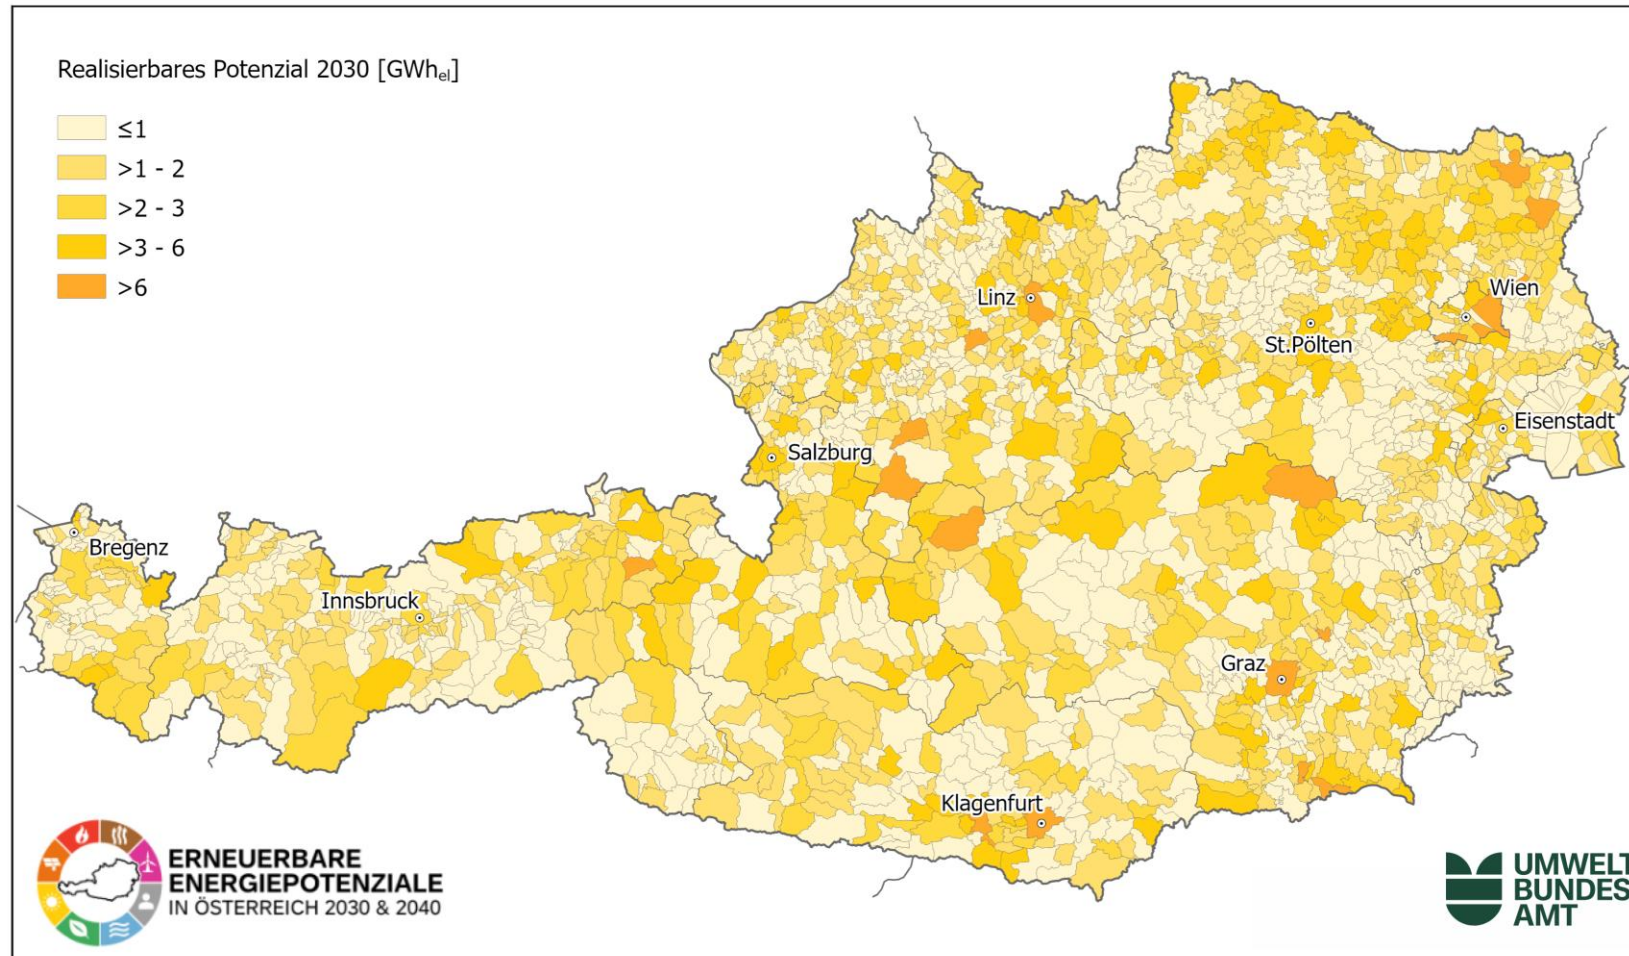 Realisierbares Potenzial 2030 [GWhel]
≤1
>1 - 2
>2 - 3
>3 - 6
>6
Linz
Wien
St.Pölten
Eisenstadt
Salzburg
Bregenz
Innsbruck
Graz
Klagenfurt
ERNEUERBARE
ENERGIEPOTENZIALE
IN ÖSTERREICH 2030 & 2040
UMWELT
BUNDES
AMT